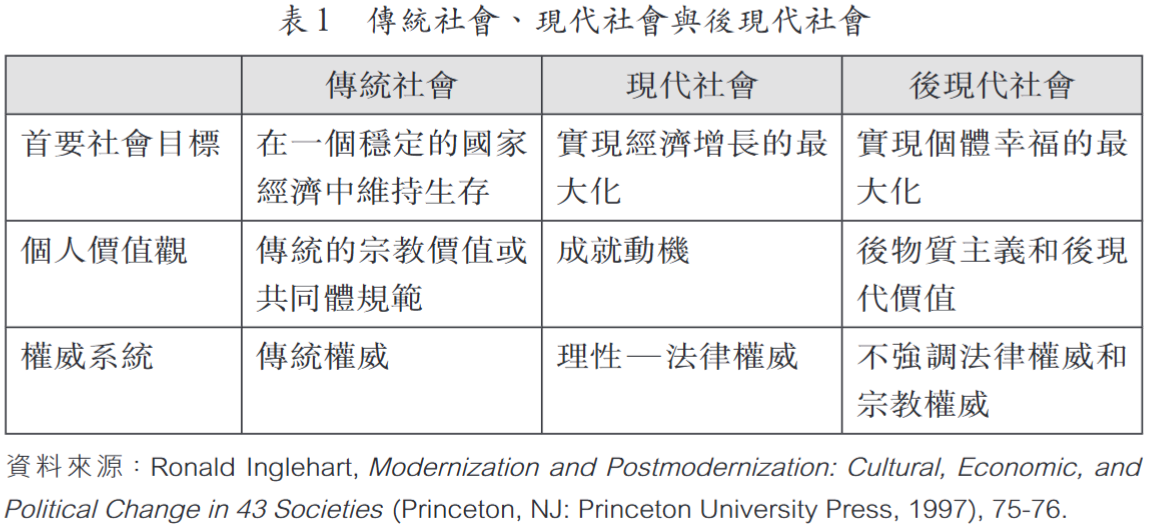 表1 傳統社會、現代社會與後現代社會
傳統社會 現代社會 後現代社會
首要社會目標 在一個穩定的國家 實現經濟增長的最 實現個體幸福的最
經濟中維持生存 大化 大化
個人價值觀 傳統的宗教價值或 成就動機 後物質主義和後現
共同體規範 代價值
權威系統 傳統權威 理性—法律權威 不強調法律權威和
宗教權威
資料來源：Ronald Inglehart, Modernization and Postmodernization: Cultural, Economic, and
Political Change in 43 Societies (Princeton, NJ: Princeton University Press, 1997), 75-76.